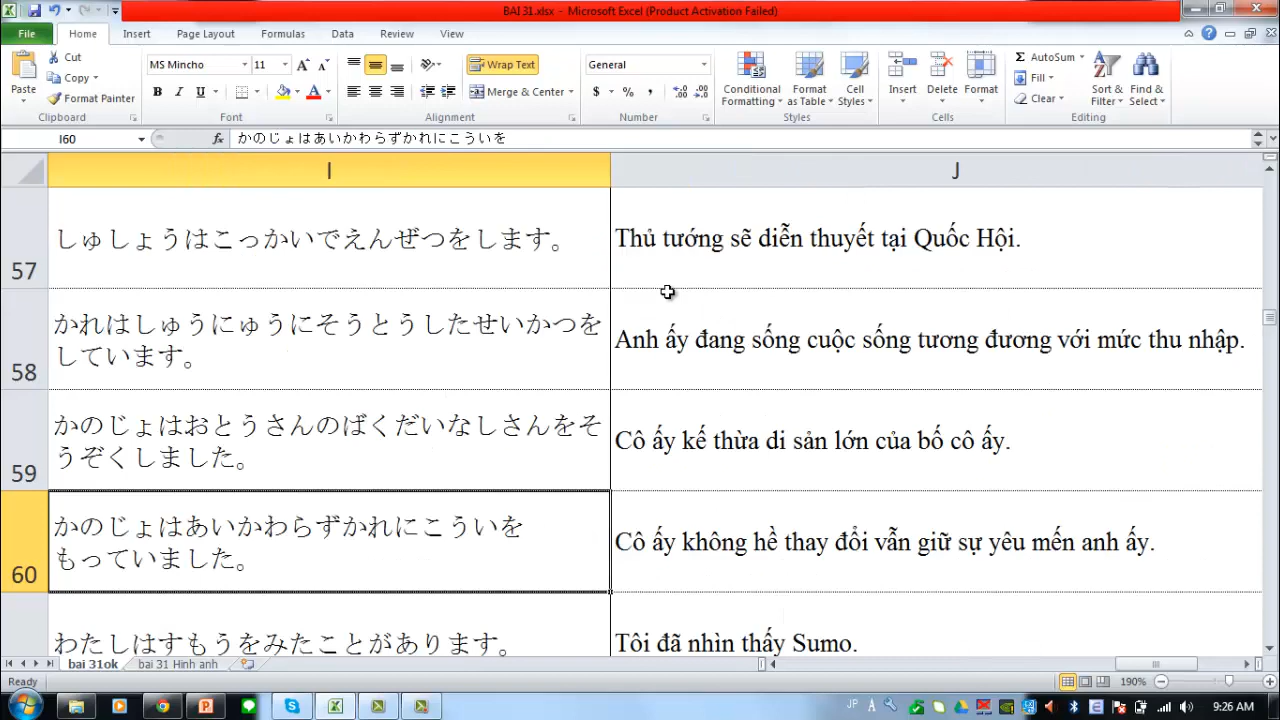 BAI 31.xlsx - Microsoft Excel (Product Activation Failed)
File Home Insert Page Layout Formulas Data Review View
Paste
Cut
Copy
Format Painter
Clipboard
MS Mincho 11
B I U
Font
Wrap Text
Merge & Center
Alignment
General
$ % ,
Number
Conditional Formatting
Format as Table
Cell Styles
Styles
Insert Delete Format
Cells
Σ AutoSum
Fill
Clear
Sort & Filter
Find & Select
Editing
I60 fx かのじょはあいかわらずかれにこういを
I J
57 しゅしょうはこっかいでえんぜつをします。 Thủ tướng sẽ diễn thuyết tại Quốc Hội.
58 かれはしゅうにゅうにそうとうしたせいかつを
しています。 Anh ấy đang sống cuộc sống tương đương với mức thu nhập.
59 かのじょはおとうさんのばくだいなしさんをそ
うぞくしました。 Cô ấy kế thừa di sản lớn của bố cô ấy.
60 かのじょはあいかわらずかれにこういを
もっていました。 Cô ấy không hề thay đổi vẫn giữ sự yêu mến anh ấy.
わたしはすもうをみたことがあります。 Tôi đã nhìn thấy Sumo.
bai 31ok bai 31 Hinh anh
Ready 190%
JP A 9:26 AM